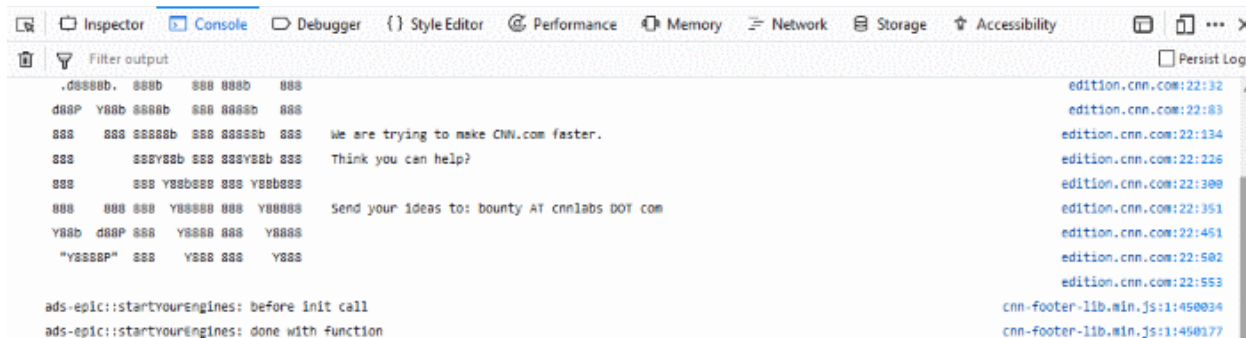 Inspector Console Debugger {} Style Editor Performance Memory Network Storage Accessibility
Filter output Persist Log
.d8888b. 888b 888 888b 888 edition.cnn.com:22:32
d88P Y88b 8888b 888 8888b 888 edition.cnn.com:22:83
888 888 88888b 888 88888b 888 We are trying to make CNN.com faster. edition.cnn.com:22:134
888 888Y88b 888 888Y88b 888 Think you can help? edition.cnn.com:22:226
888 888 Y88b888 888 Y88b888 edition.cnn.com:22:300
888 888 888 Y88888 888 Y88888 Send your ideas to: bounty AT cnnlabs DOT com edition.cnn.com:22:351
Y88b d88P 888 Y8888 888 Y8888 edition.cnn.com:22:451
"Y8888P" 888 Y888 888 Y888 edition.cnn.com:22:502
edition.cnn.com:22:553
ads-epic::startYourEngines: before init call cnn-footer-lib.min.js:1:450034
ads-epic::startYourEngines: done with function cnn-footer-lib.min.js:1:450177